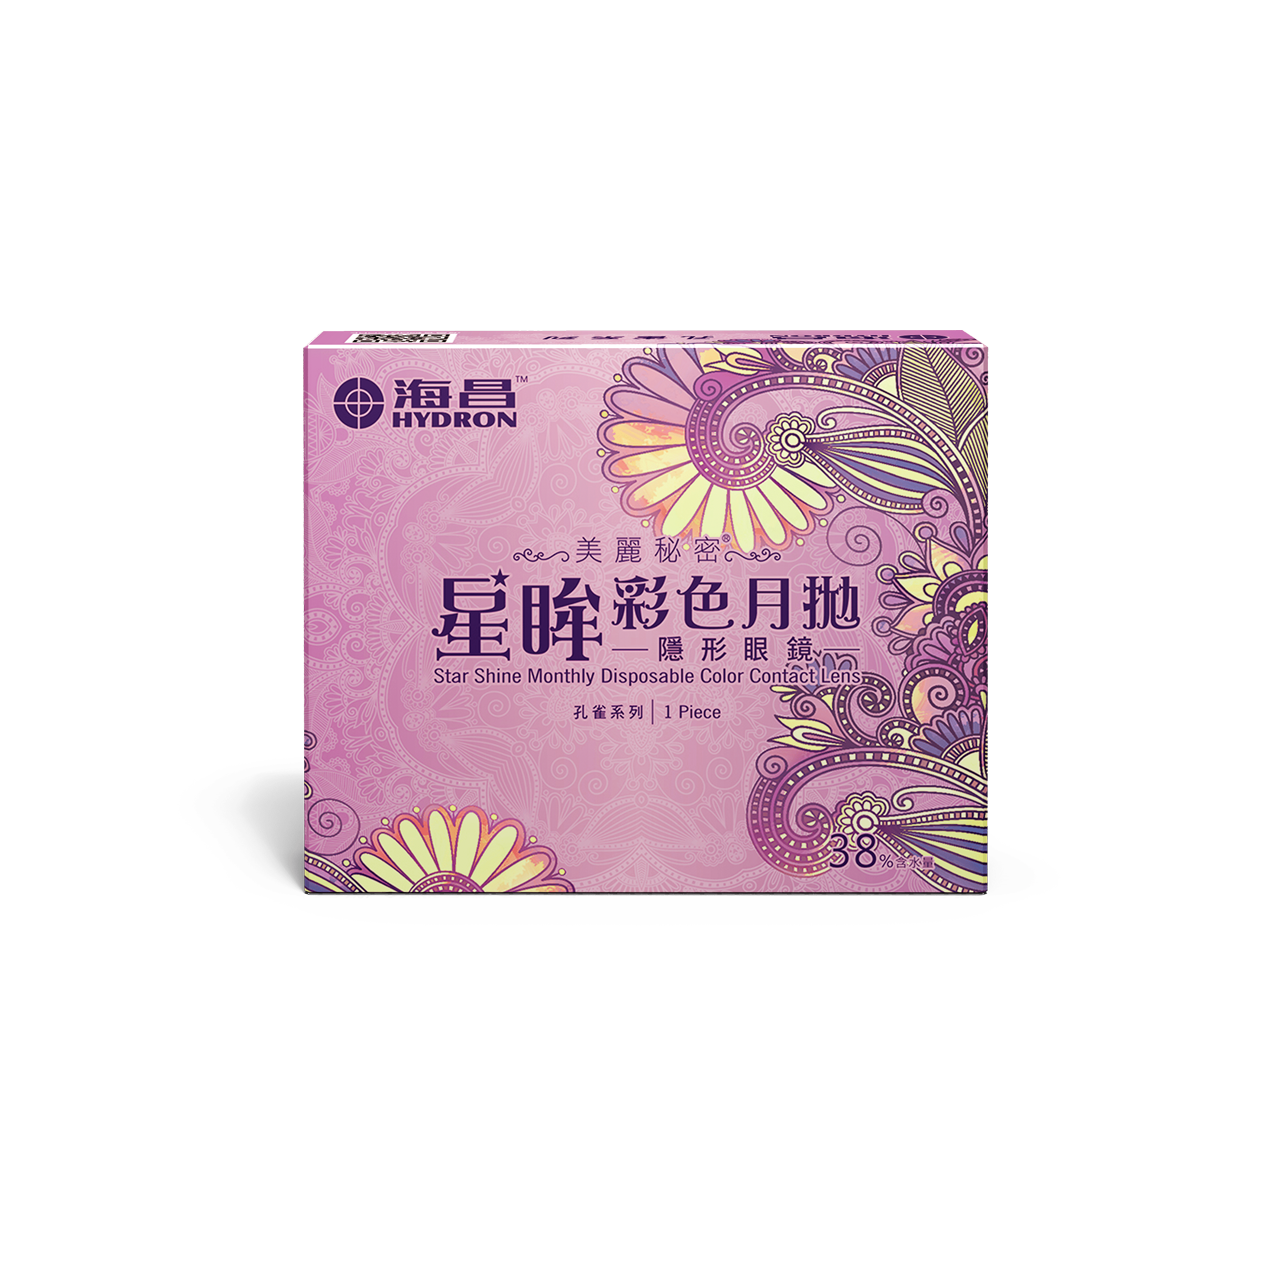 海昌™
HYDRON
美麗秘密®
星眸彩色月拋
隱形眼鏡
Star Shine Monthly Disposable Color Contact Lens
孔雀系列 | 1 Piece
38%含水量